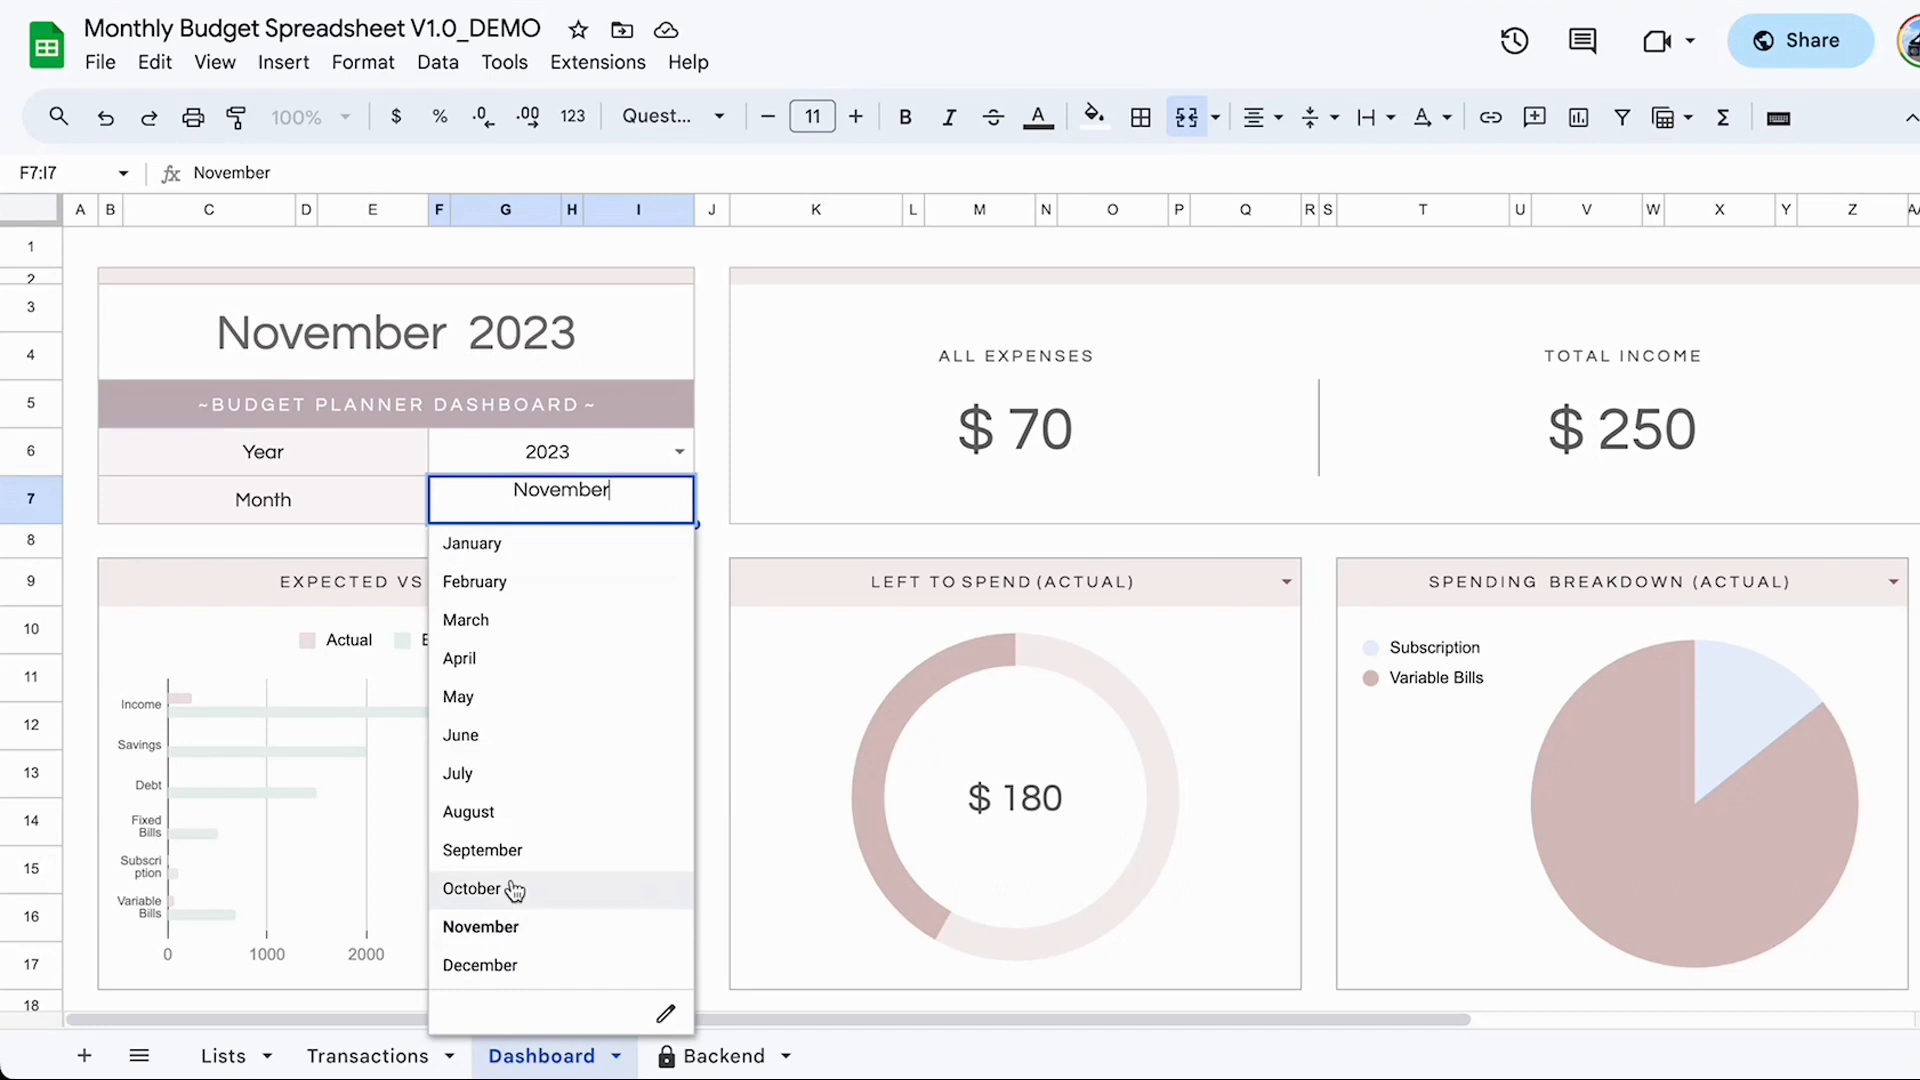 Monthly Budget Spreadsheet V1.0_DEMO
File Edit View Insert Format Data Tools Extensions Help
Share
100% $ % .0 .00 123 Quest... 11 B I A
F7:I7 fx November
A B C D E F G H I J K L M N O P Q R S T U V W X Y Z
1
2
3
4
5
6
7
8
9
10
11
12
13
14
15
16
17
18
November 2023
~BUDGET PLANNER DASHBOARD ~
Year 2023
Month November
January
February
March
April
May
June
July
August
September
October
November
December
ALL EXPENSES
$ 70
TOTAL INCOME
$ 250
EXPECTED VS
Actual
Income
Savings
Debt
Fixed
Bills
Subscri
ption
Variable
Bills
0 1000 2000
LEFT TO SPEND (ACTUAL)
$ 180
SPENDING BREAKDOWN (ACTUAL)
Subscription
Variable Bills
Lists Transactions Dashboard Backend